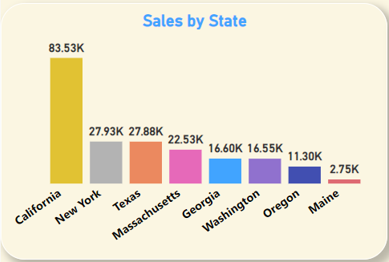 Sales by State
83.53K
27.93K
27.88K
22.53K
16.60K
16.55K
11.30K
2.75K
California
New York
Texas
Massachusetts
Georgia
Washington
Oregon
Maine